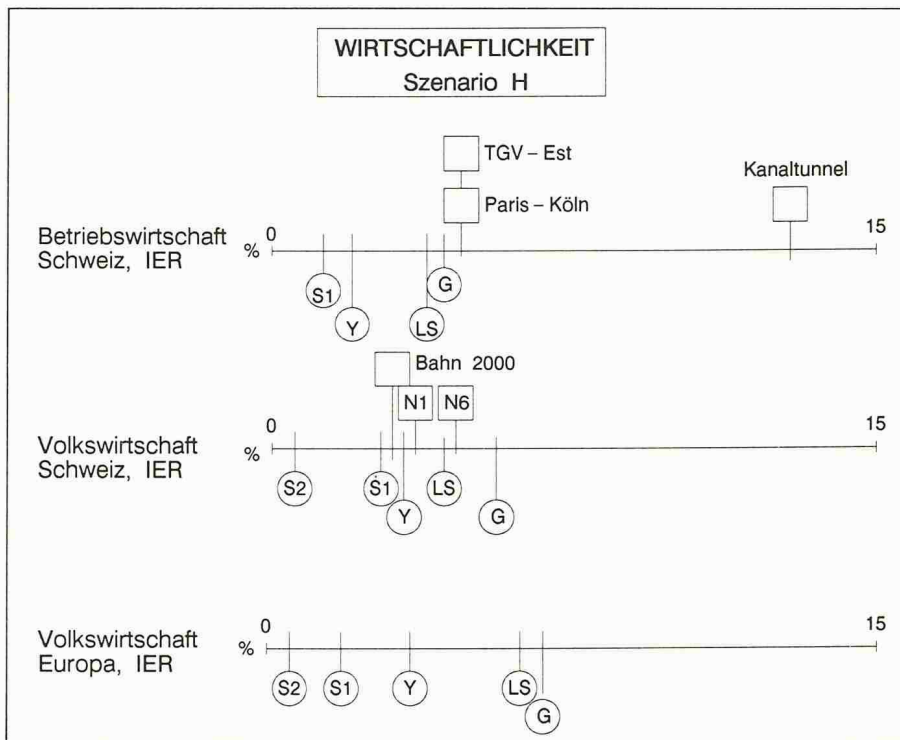 WIRTSCHAFTLICHKEIT
Szenario H
TGV – Est
Paris – Köln
Kanaltunnel
Betriebswirtschaft
Schweiz, IER
%
0
15
S1
Y
LS
G
Bahn 2000
N1
N6
Volkswirtschaft
Schweiz, IER
%
0
15
S2
S1
Y
LS
G
Volkswirtschaft
Europa, IER
%
0
15
S2
S1
Y
LS
G